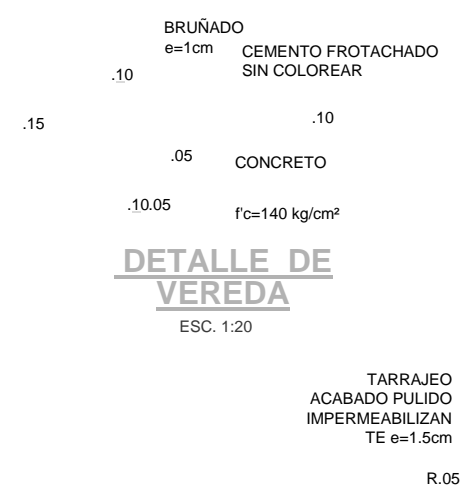 BRUÑADO
e=1cm
CEMENTO FROTACHADO
SIN COLOREAR
.10
.15
.10
.05
CONCRETO
.10.05
f'c=140 kg/cm²
DETALLE DE
VEREDA
ESC. 1:20
TARRAJEO
ACABADO PULIDO
IMPERMEABILIZAN
TE e=1.5cm
R.05